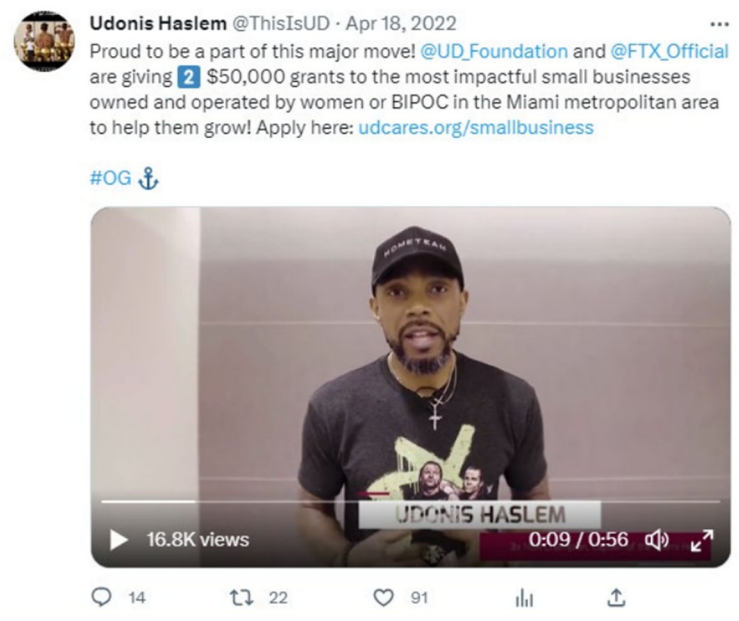 Udonis Haslem @ThisIsUD · Apr 18, 2022
Proud to be a part of this major move! @UD_Foundation and @FTX_Official
are giving 2️⃣ $50,000 grants to the most impactful small businesses
owned and operated by women or BIPOC in the Miami metropolitan area
to help them grow! Apply here: udcares.org/smallbusiness
#OG ⚓
HOMETEAM
UDONIS HASLEM
16.8K views
0:09 / 0:56
14
22
91